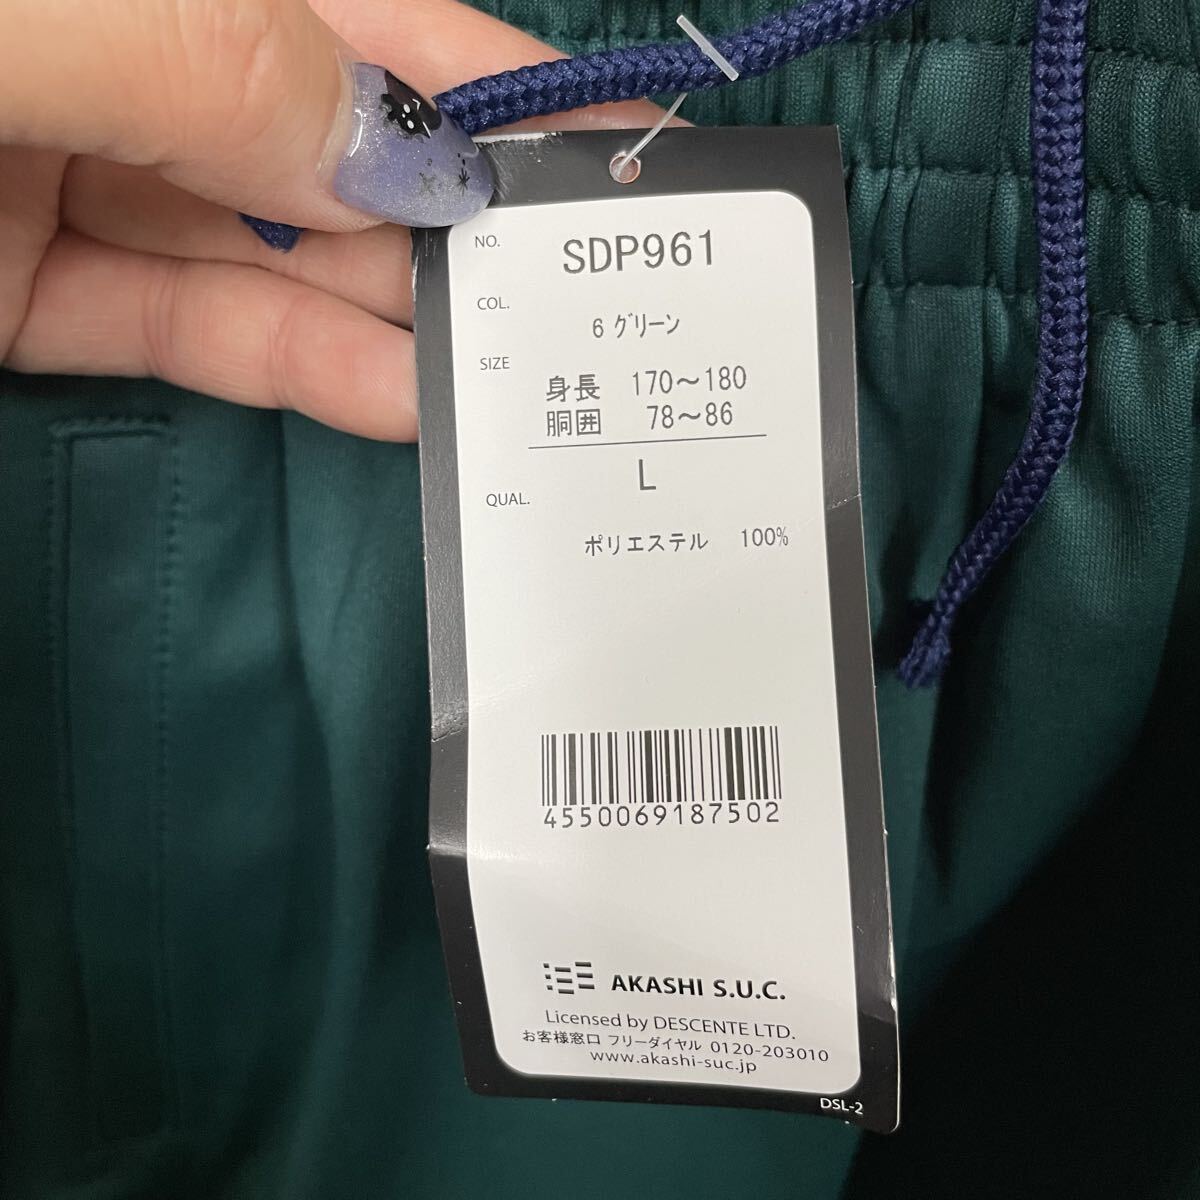 NO. SDP961
COL. 6 グリーン
SIZE 身長 170～180
胴囲 78～86
L
QUAL. ポリエステル 100%
4550069187502
AKASHI S.U.C.
Licensed by DESCENTE LTD.
お客様窓口 フリーダイヤル 0120-203010
www.akashi-suc.jp
DSL-2